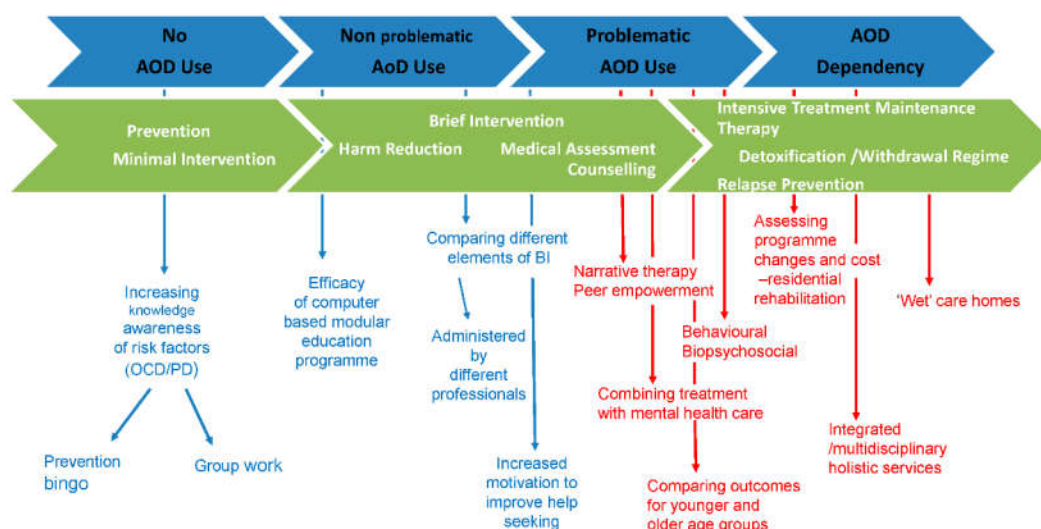 No
AOD Use
Non problematic
AoD Use
Problematic
AOD Use
AOD
Dependency
Prevention
Minimal Intervention
Brief Intervention
Harm Reduction
Medical Assessment
Counselling
Intensive Treatment Maintenance
Therapy
Detoxification /Withdrawal Regime
Relapse Prevention
Increasing
knowledge
awareness
of risk factors
(OCD/PD)
Prevention
bingo
Group work
Efficacy
of computer
based modular
education
programme
Comparing different
elements of BI
Administered
by
different
professionals
Increased
motivation to
improve help
seeking
Narrative therapy
Peer empowerment
Combining treatment
with mental health care
Comparing outcomes
for younger and
older age groups
Behavioural
Biopsychosocial
Assessing
programme
changes and cost
–residential
rehabilitation)
Integrated
/multidisciplinary
holistic services
'Wet' care homes